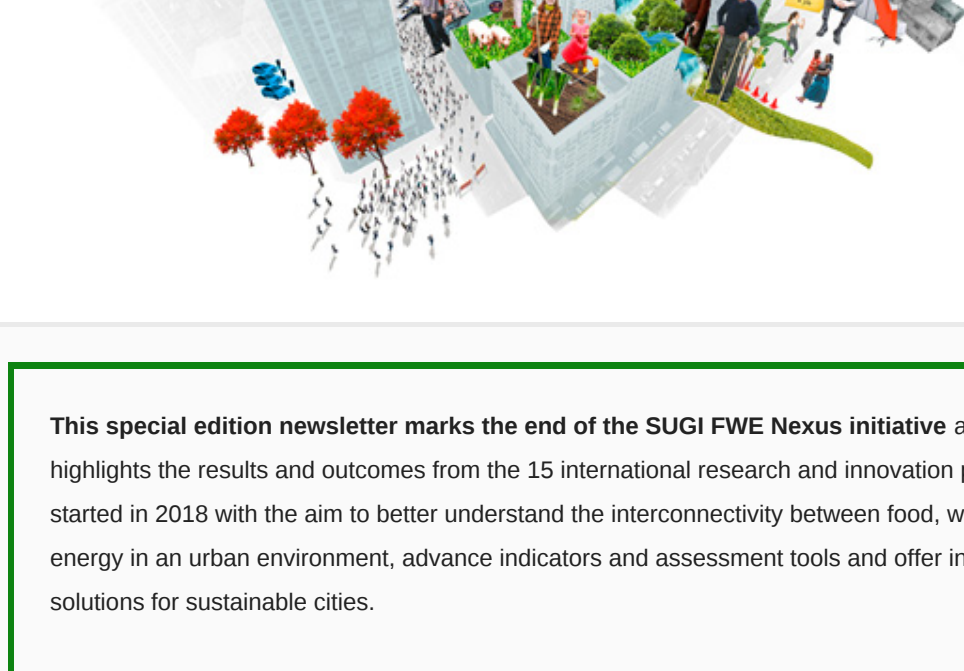 This special edition newsletter marks the end of the SUGI FWE Nexus initiative
highlights the results and outcomes from the 15 international research and innovation
started in 2018 with the aim to better understand the interconnectivity between food,
energy in an urban environment, advance indicators and assessment tools and offer
solutions for sustainable cities.